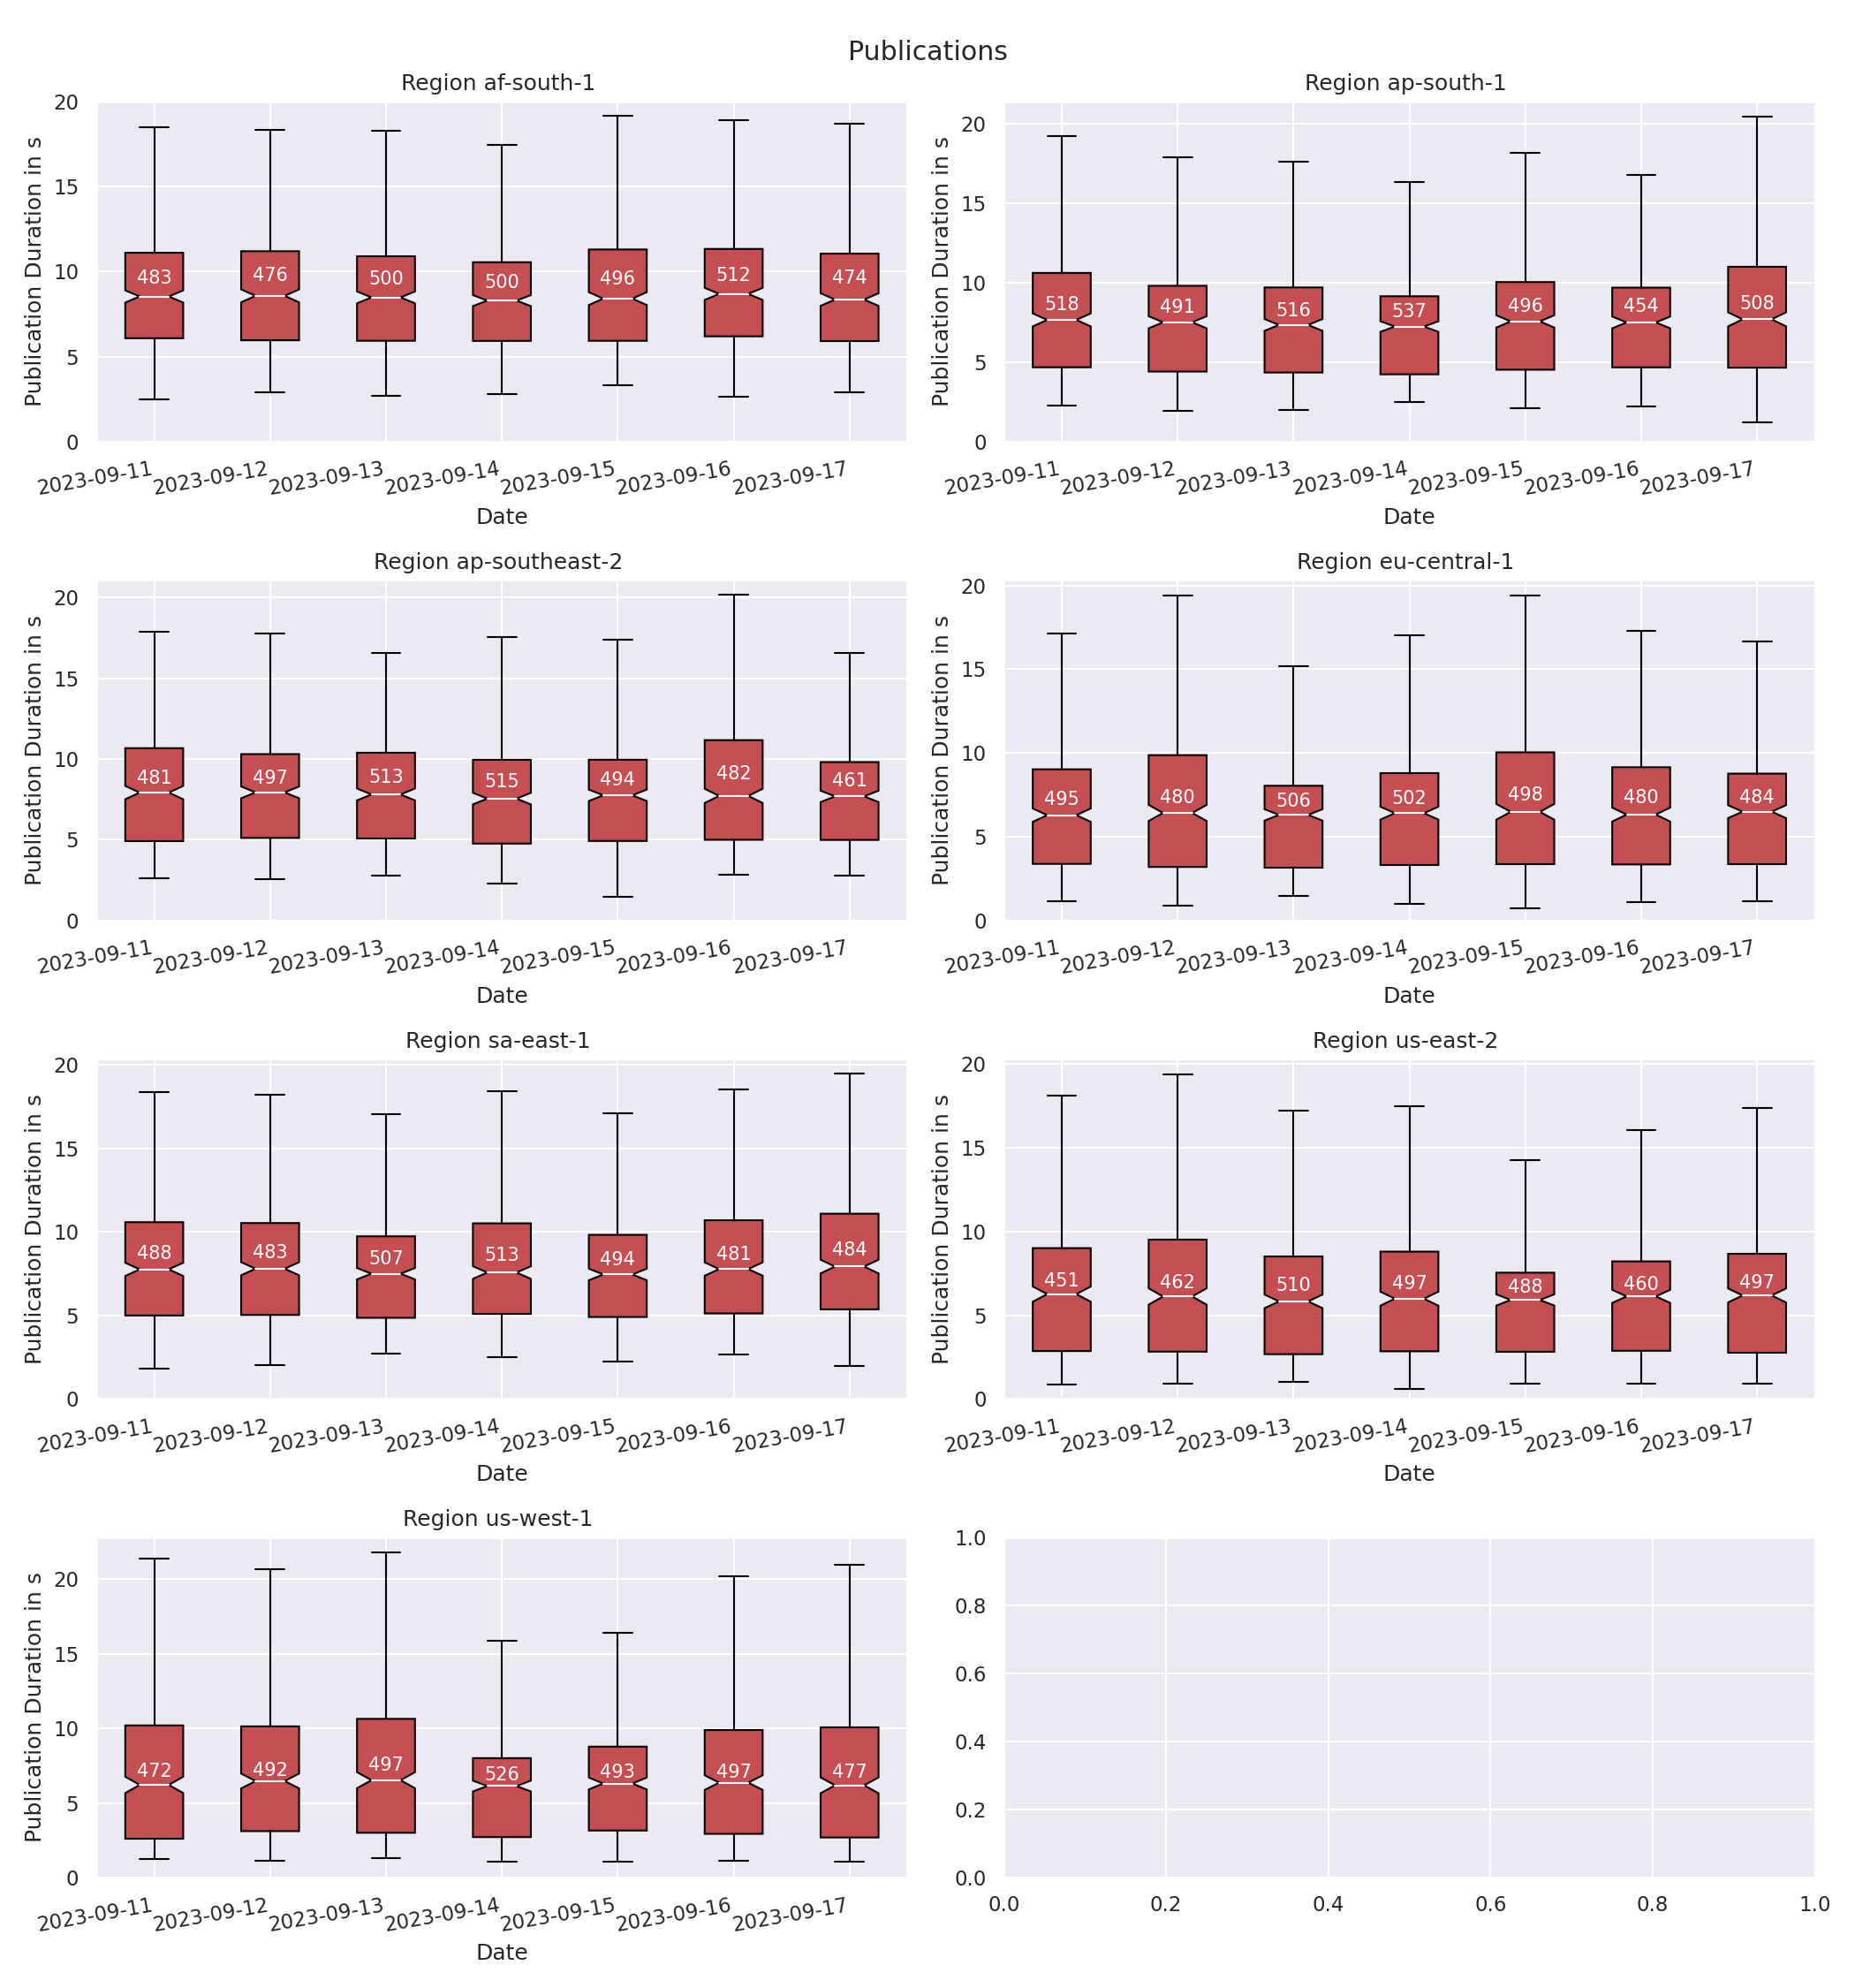 Publications
Region af-south-1
Publication Duration in s
20
15
10
5
0
483 476 500 500 496 512 474
2023-09-11 2023-09-12 2023-09-13 2023-09-14 2023-09-15 2023-09-16 2023-09-17
Date
Region ap-south-1
Publication Duration in s
20
15
10
5
0
518 491 516 537 496 454 508
2023-09-11 2023-09-12 2023-09-13 2023-09-14 2023-09-15 2023-09-16 2023-09-17
Date
Region ap-southeast-2
Publication Duration in s
20
15
10
5
0
481 497 513 515 494 482 461
2023-09-11 2023-09-12 2023-09-13 2023-09-14 2023-09-15 2023-09-16 2023-09-17
Date
Region eu-central-1
Publication Duration in s
20
15
10
5
0
495 480 506 502 498 480 484
2023-09-11 2023-09-12 2023-09-13 2023-09-14 2023-09-15 2023-09-16 2023-09-17
Date
Region sa-east-1
Publication Duration in s
20
15
10
5
0
488 483 507 513 494 481 484
2023-09-11 2023-09-12 2023-09-13 2023-09-14 2023-09-15 2023-09-16 2023-09-17
Date
Region us-east-2
Publication Duration in s
20
15
10
5
0
451 462 510 497 488 460 497
2023-09-11 2023-09-12 2023-09-13 2023-09-14 2023-09-15 2023-09-16 2023-09-17
Date
Region us-west-1
Publication Duration in s
20
15
10
5
0
472 492 497 526 493 497 477
2023-09-11 2023-09-12 2023-09-13 2023-09-14 2023-09-15 2023-09-16 2023-09-17
Date
1.0
0.8
0.6
0.4
0.2
0.0
0.0 0.2 0.4 0.6 0.8 1.0